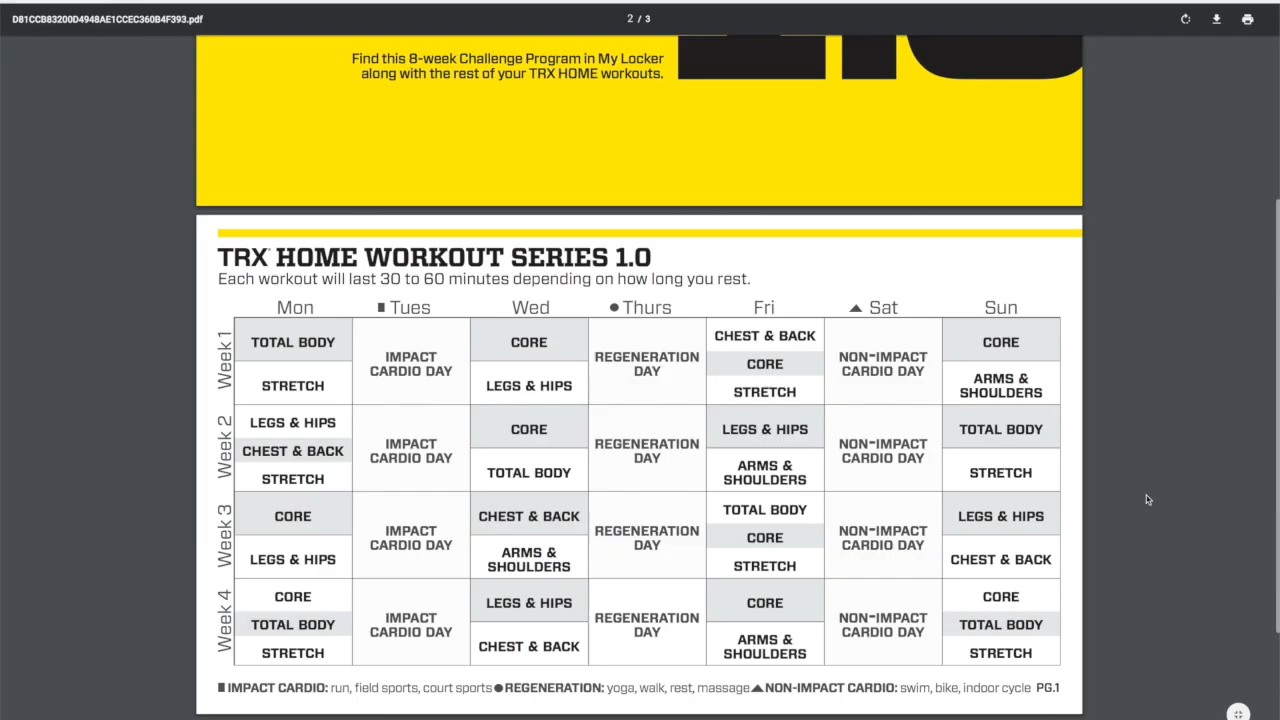 D81CCB83200D4948AE1CCEC360B4F393.pdf
2 / 3
Find this 8-week Challenge Program in My Locker
along with the rest of your TRX HOME workouts.
TRX HOME WORKOUT SERIES 1.0
Each workout will last 30 to 60 minutes depending on how long you rest.
Mon ■ Tues Wed ● Thurs Fri ▲ Sat Sun
Week 1
TOTAL BODY
STRETCH
IMPACT
CARDIO DAY
CORE
LEGS & HIPS
REGENERATION
DAY
CHEST & BACK
CORE
STRETCH
NON-IMPACT
CARDIO DAY
CORE
ARMS &
SHOULDERS
Week 2
LEGS & HIPS
CHEST & BACK
STRETCH
IMPACT
CARDIO DAY
CORE
TOTAL BODY
REGENERATION
DAY
LEGS & HIPS
ARMS &
SHOULDERS
NON-IMPACT
CARDIO DAY
TOTAL BODY
STRETCH
Week 3
CORE
LEGS & HIPS
IMPACT
CARDIO DAY
CHEST & BACK
ARMS &
SHOULDERS
REGENERATION
DAY
TOTAL BODY
CORE
STRETCH
NON-IMPACT
CARDIO DAY
LEGS & HIPS
CHEST & BACK
Week 4
CORE
TOTAL BODY
STRETCH
IMPACT
CARDIO DAY
LEGS & HIPS
CHEST & BACK
REGENERATION
DAY
CORE
ARMS &
SHOULDERS
NON-IMPACT
CARDIO DAY
CORE
TOTAL BODY
STRETCH
■ IMPACT CARDIO: run, field sports, court sports ● REGENERATION: yoga, walk, rest, massage ▲ NON-IMPACT CARDIO: swim, bike, indoor cycle PG.1